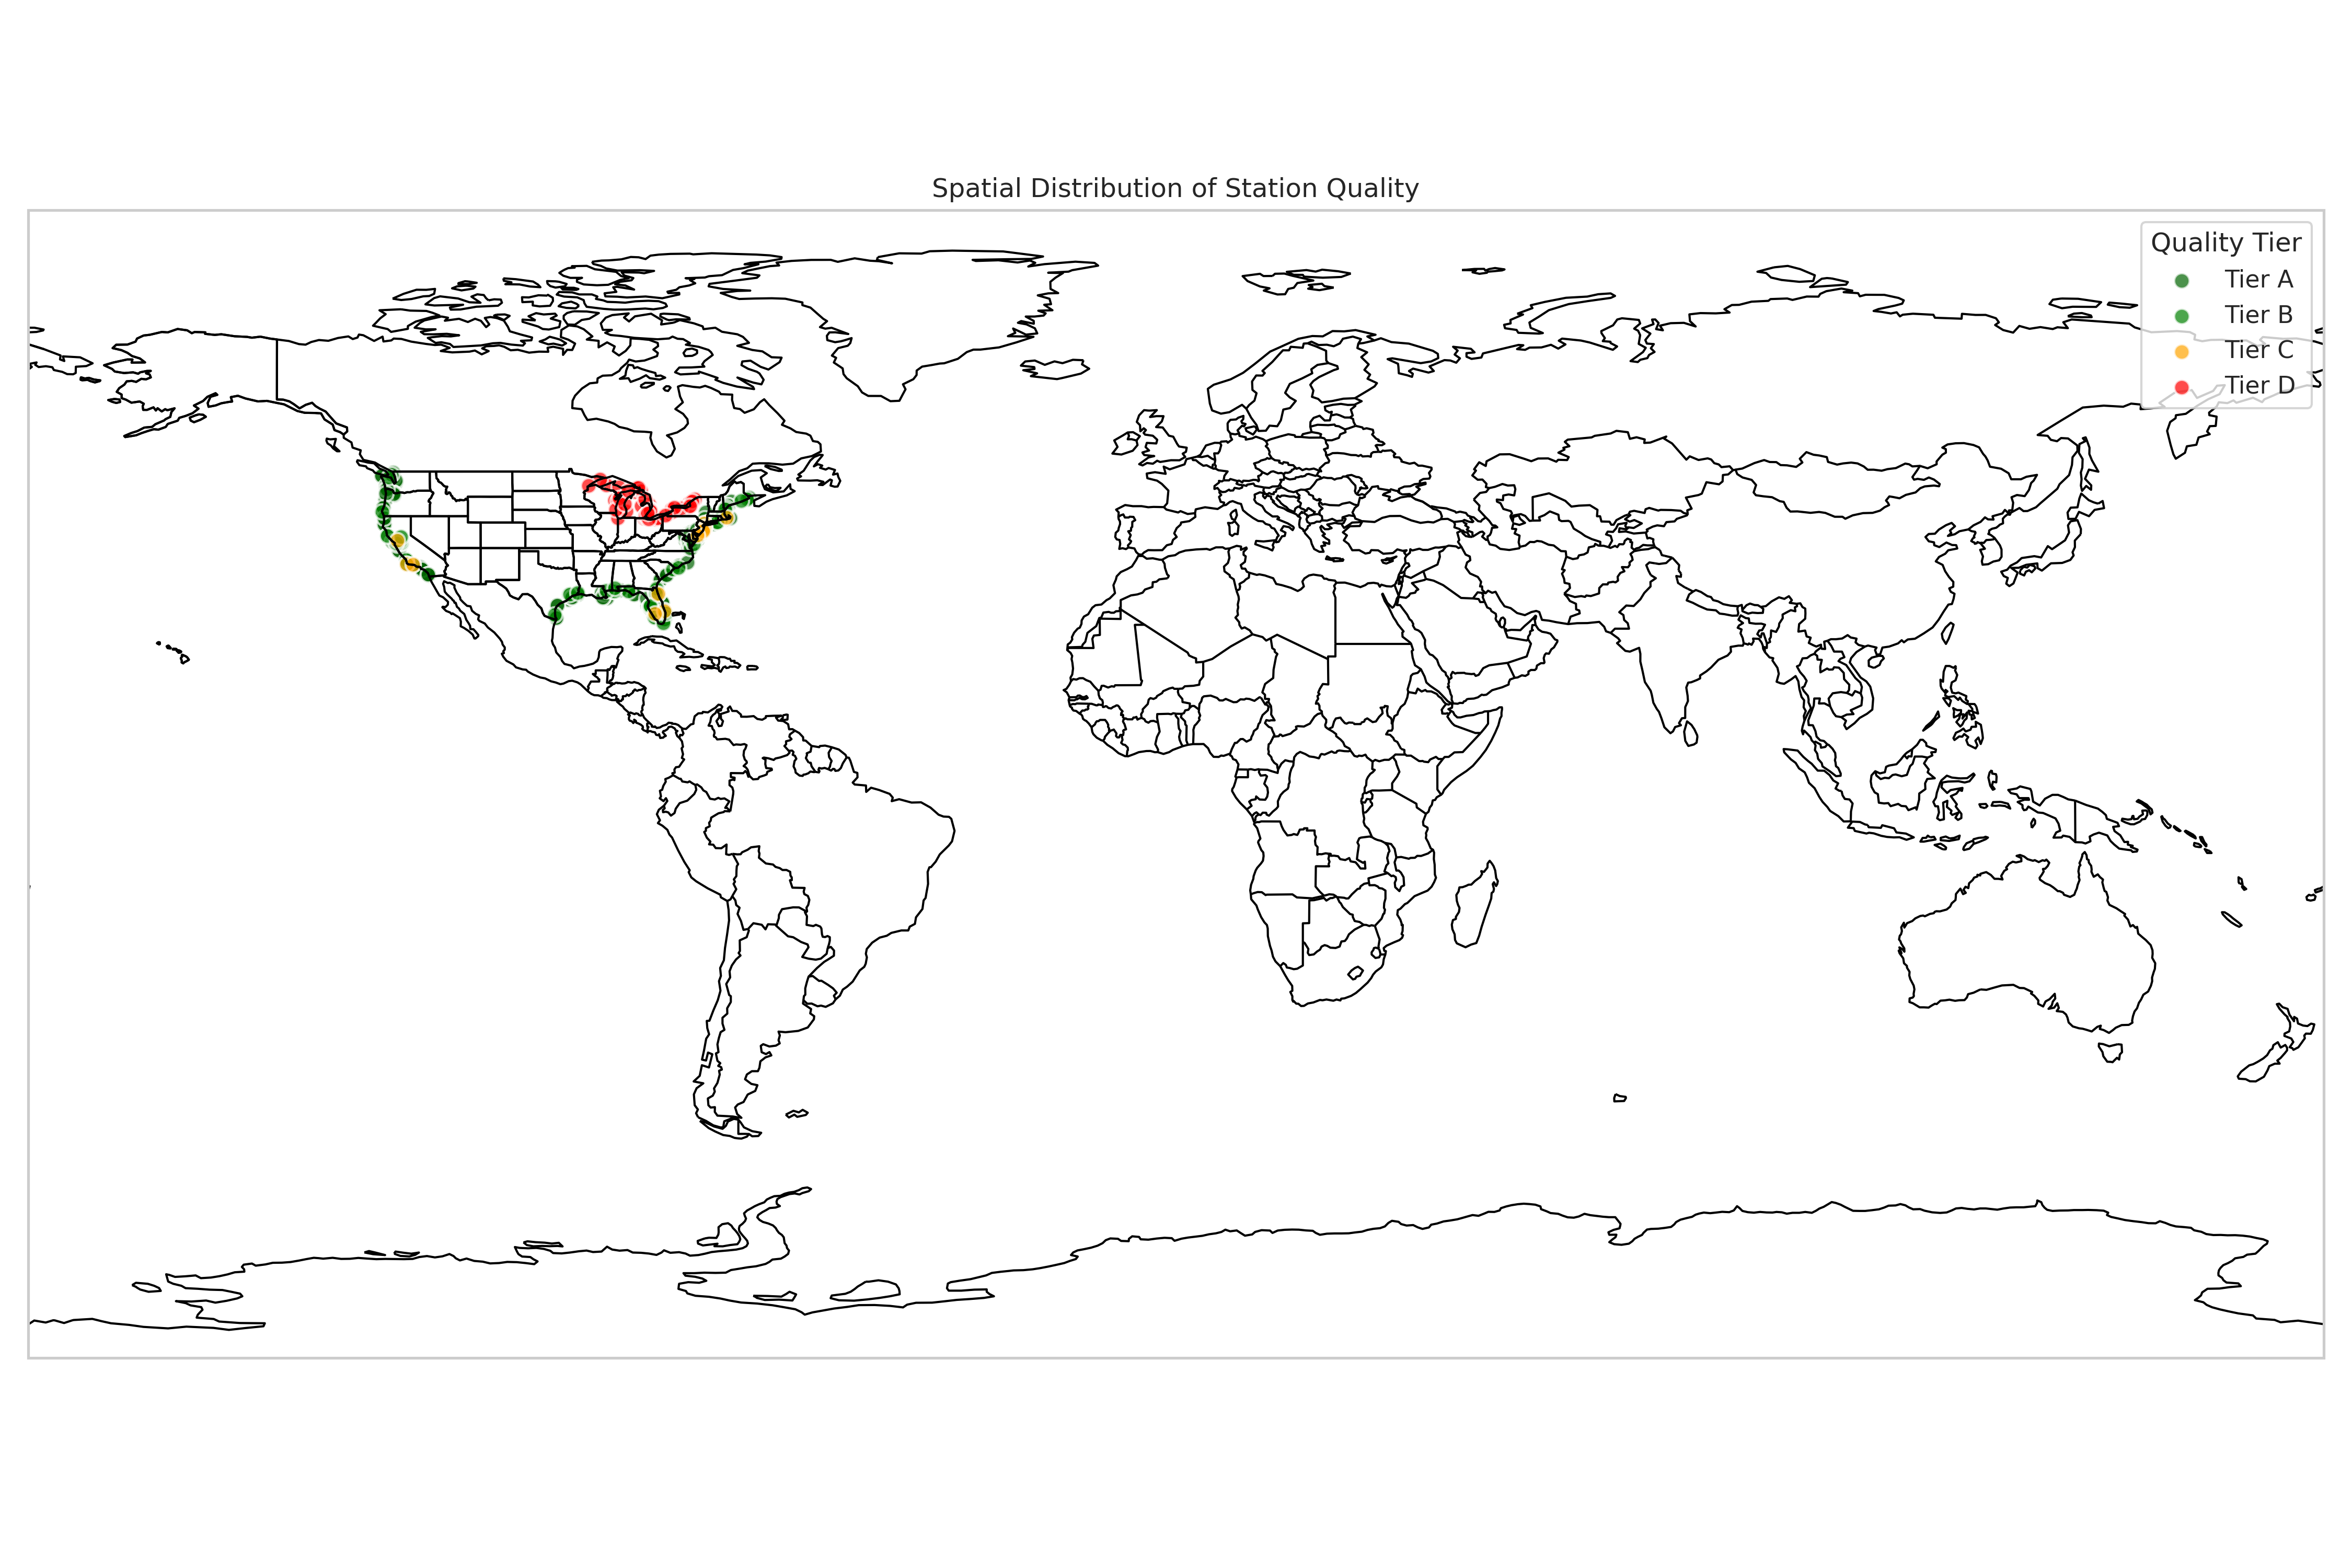 Spatial Distribution of Station Quality
Quality Tier
Tier A
Tier B
Tier C
Tier D